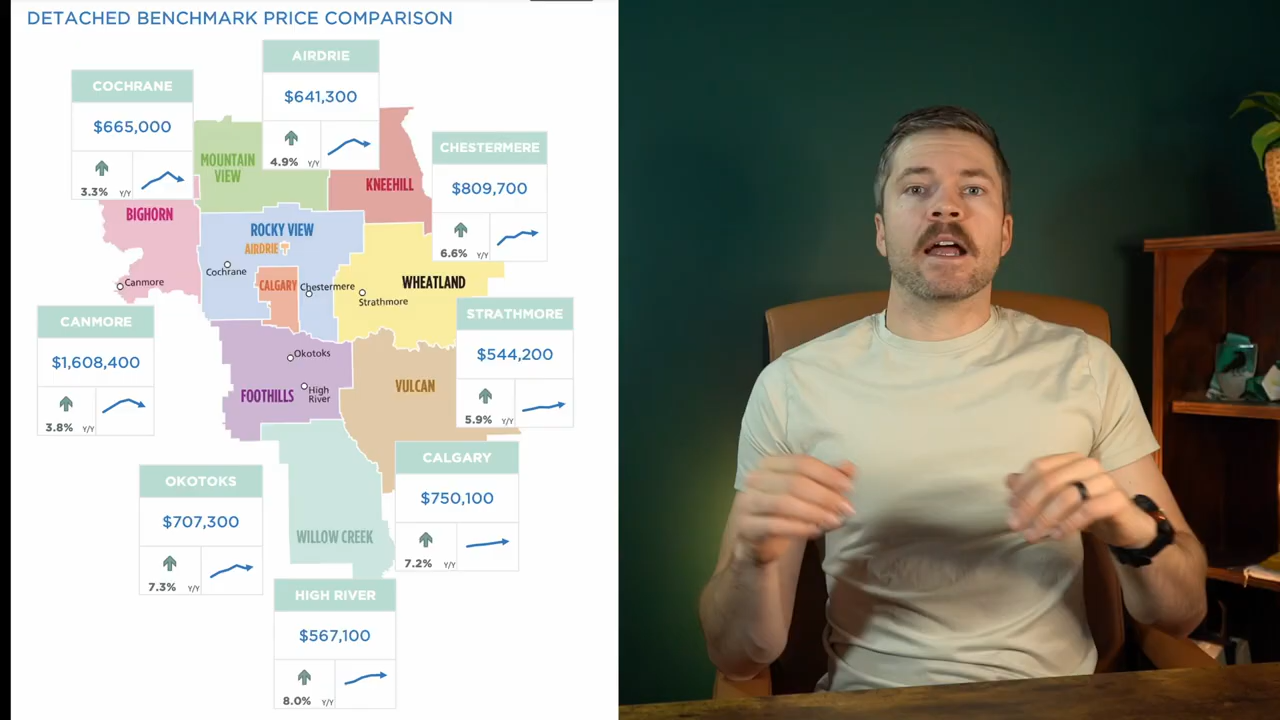 DETACHED BENCHMARK PRICE COMPARISON
AIRDRIE
$641,300
4.9% Y/Y
COCHRANE
$665,000
3.3% Y/Y
CHESTERMERE
$809,700
6.6% Y/Y
MOUNTAIN
VIEW
KNEEHILL
BIGHORN
ROCKY VIEW
AIRDRIE
Cochrane
CALGARY
Chestermere
WHEATLAND
Strathmore
Canmore
CANMORE
$1,608,400
3.8% Y/Y
STRATHMORE
$544,200
5.9% Y/Y
Okotoks
FOOTHILLS
High
River
VULCAN
CALGARY
$750,100
7.2% Y/Y
OKOTOKS
$707,300
7.3% Y/Y
WILLOW CREEK
HIGH RIVER
$567,100
8.0% Y/Y